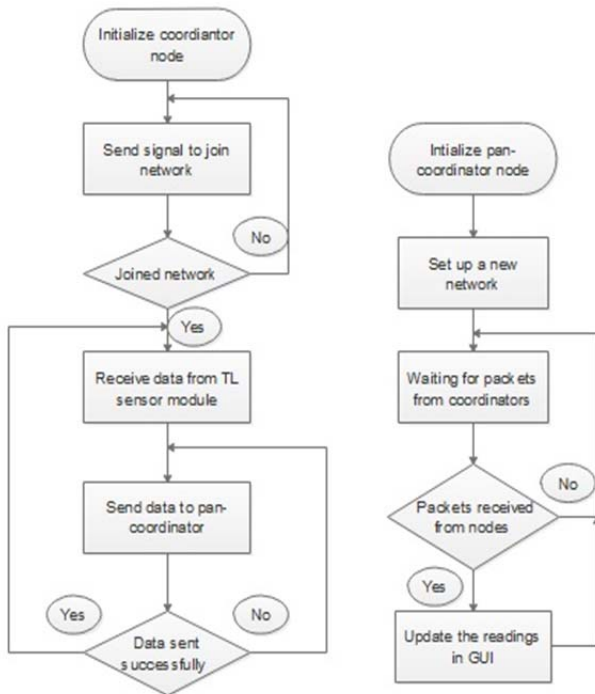 Initialize coordiantor
node
Send signal to join
network
No
Joined network
Yes
Receive data from TL
sensor module
Send data to pan-
coordinator
Yes
No
Data sent
successfully
Intialize pan-
coordinator node
Set up a new
network
Waiting for packets
from coordinators
No
Packets received
from nodes
Yes
Update the readings
in GUI